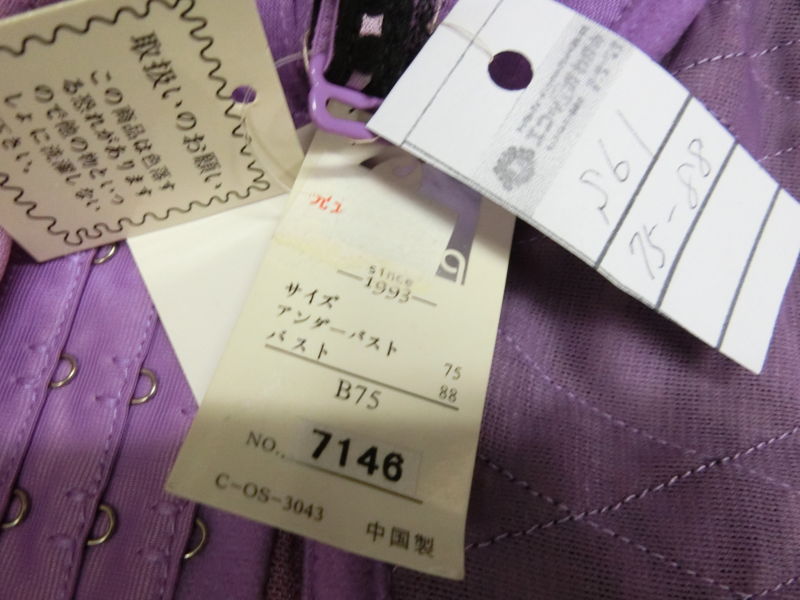 取扱いのお願い
この商品は色落す
る恐れがあります
ので他の物といっ
しょに洗濯しない
下さい。
since
1993
サイズ
アンダーバスト 75
バスト 88
B75
NO. 7146
C-OS-3043
中国製
75-88